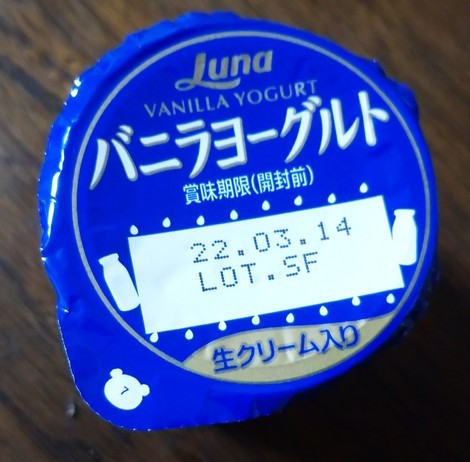 Luna
VANILLA YOGURT
バニラヨーグルト
賞味期限(開封前)
22.03.14
LOT.SF
生クリーム入り